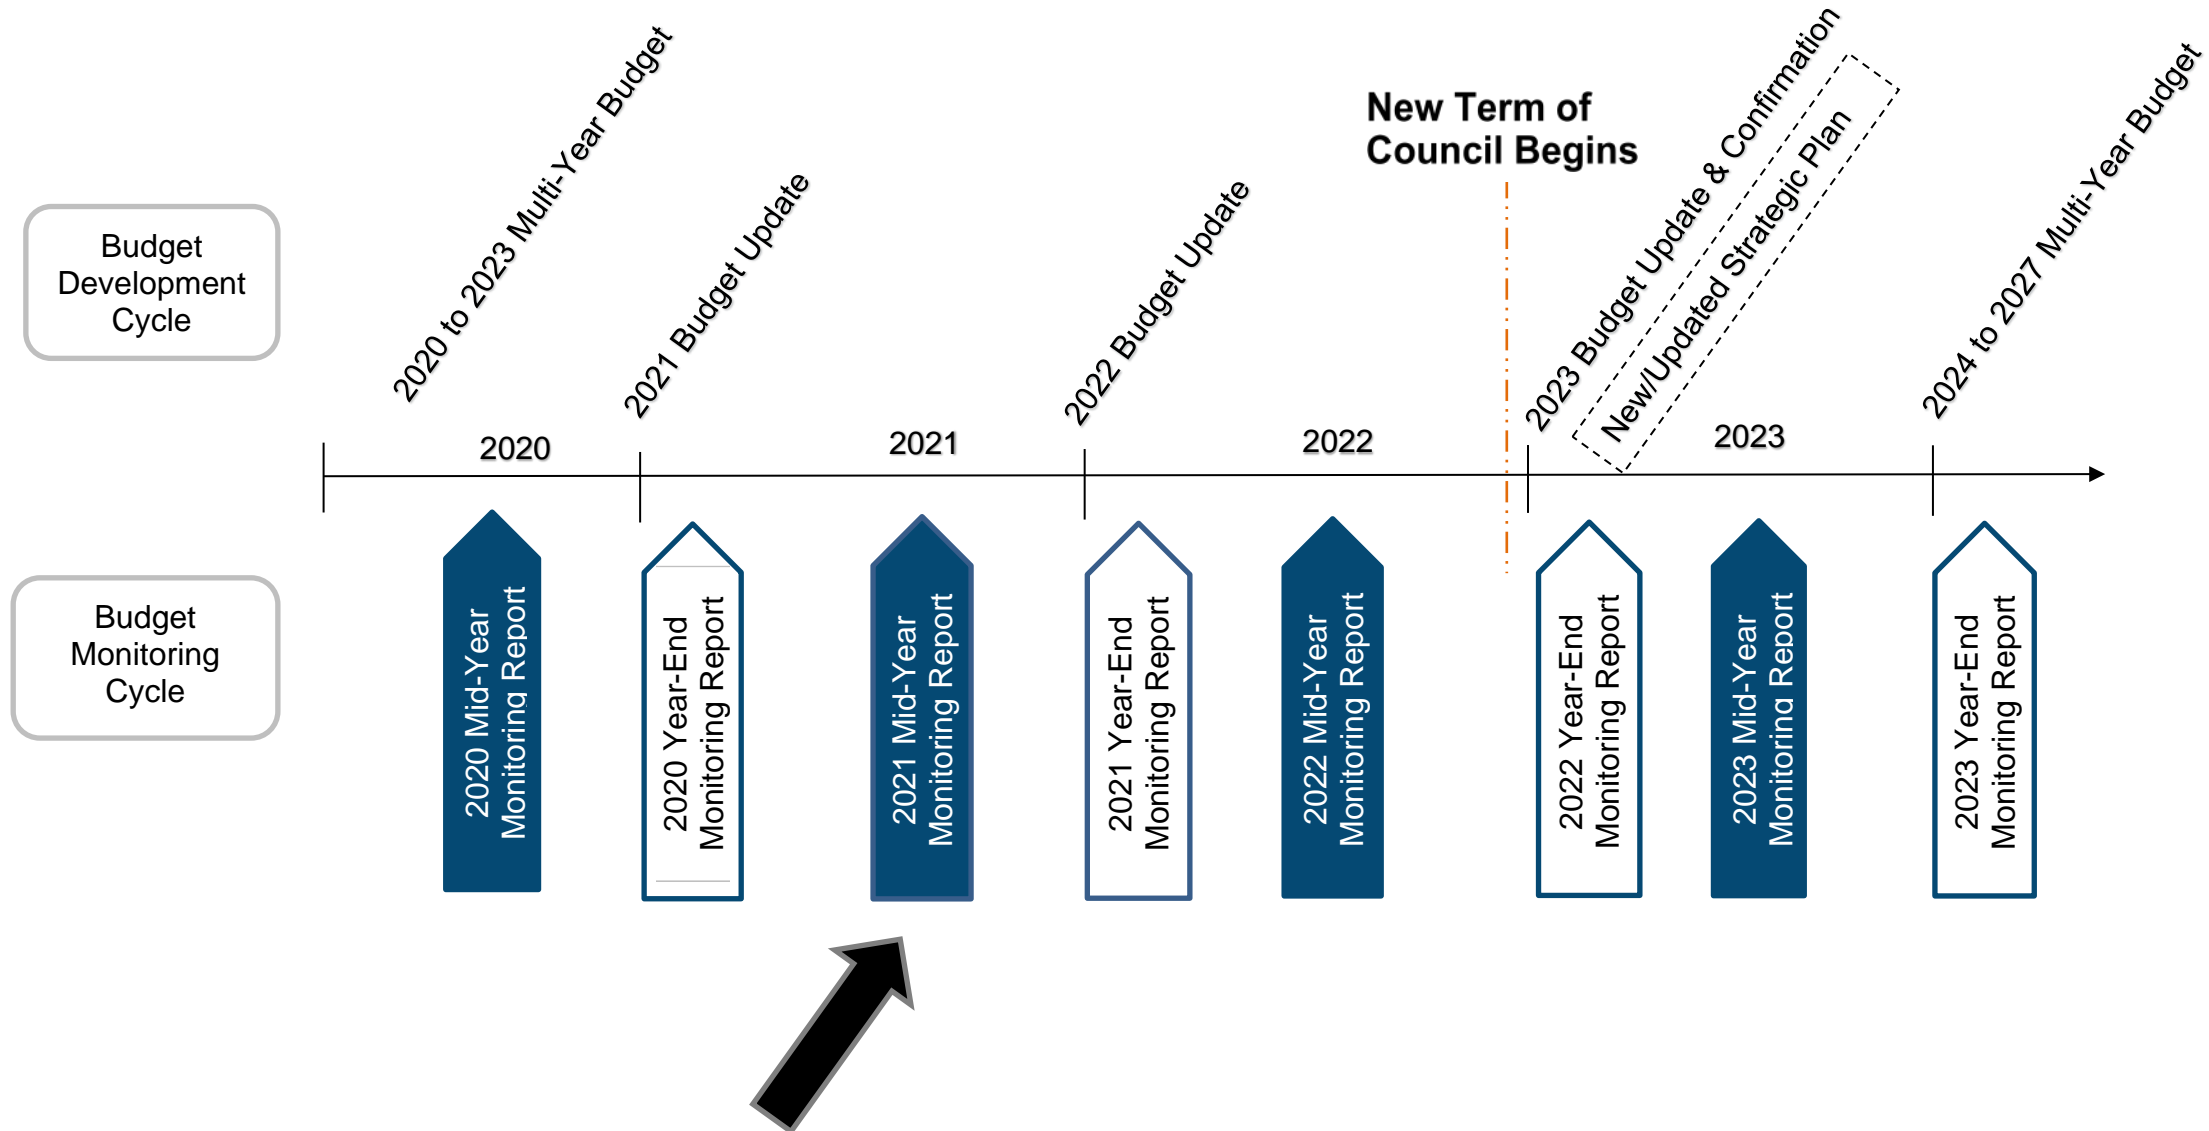 Budget
Development
Cycle
2020 to 2023 Multi-Year Budget
2021 Budget Update
2022 Budget Update
New Term of
Council Begins
2023 Budget Update & Confirmation
New/Updated Strategic Plan
2024 to 2027 Multi-Year Budget
2020
2021
2022
2023
Budget
Monitoring
Cycle
2020 Mid-Year
Monitoring Report
2020 Year-End
Monitoring Report
2021 Mid-Year
Monitoring Report
2021 Year-End
Monitoring Report
2022 Mid-Year
Monitoring Report
2022 Year-End
Monitoring Report
2023 Mid-Year
Monitoring Report
2023 Year-End
Monitoring Report